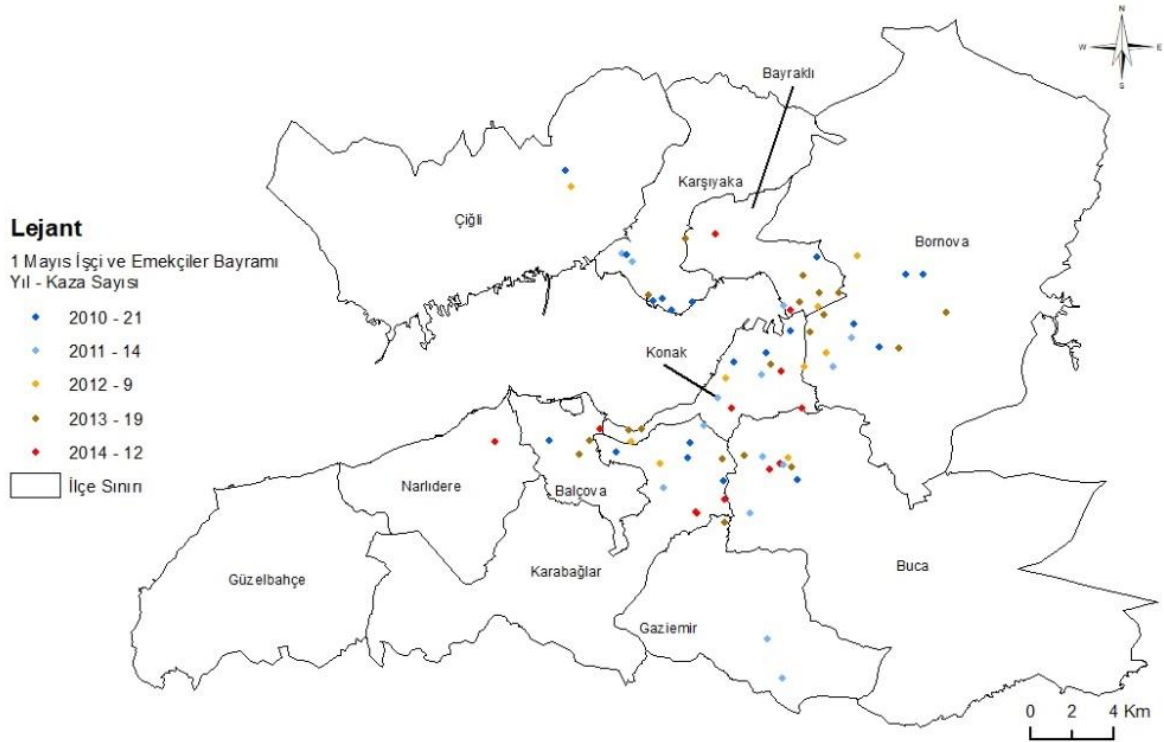 N
W E
S
Bayraklı
Karşıyaka
Çiğli
Bornova
Lejant
1 Mayıs İşçi ve Emekçiler Bayramı
Yıl - Kaza Sayısı
2010 - 21
2011 - 14
2012 - 9
2013 - 19
2014 - 12
İlçe Sınırı
Konak
Narlıdere
Balçova
Güzelbahçe
Karabağlar
Buca
Gaziemir
0 2 4 Km